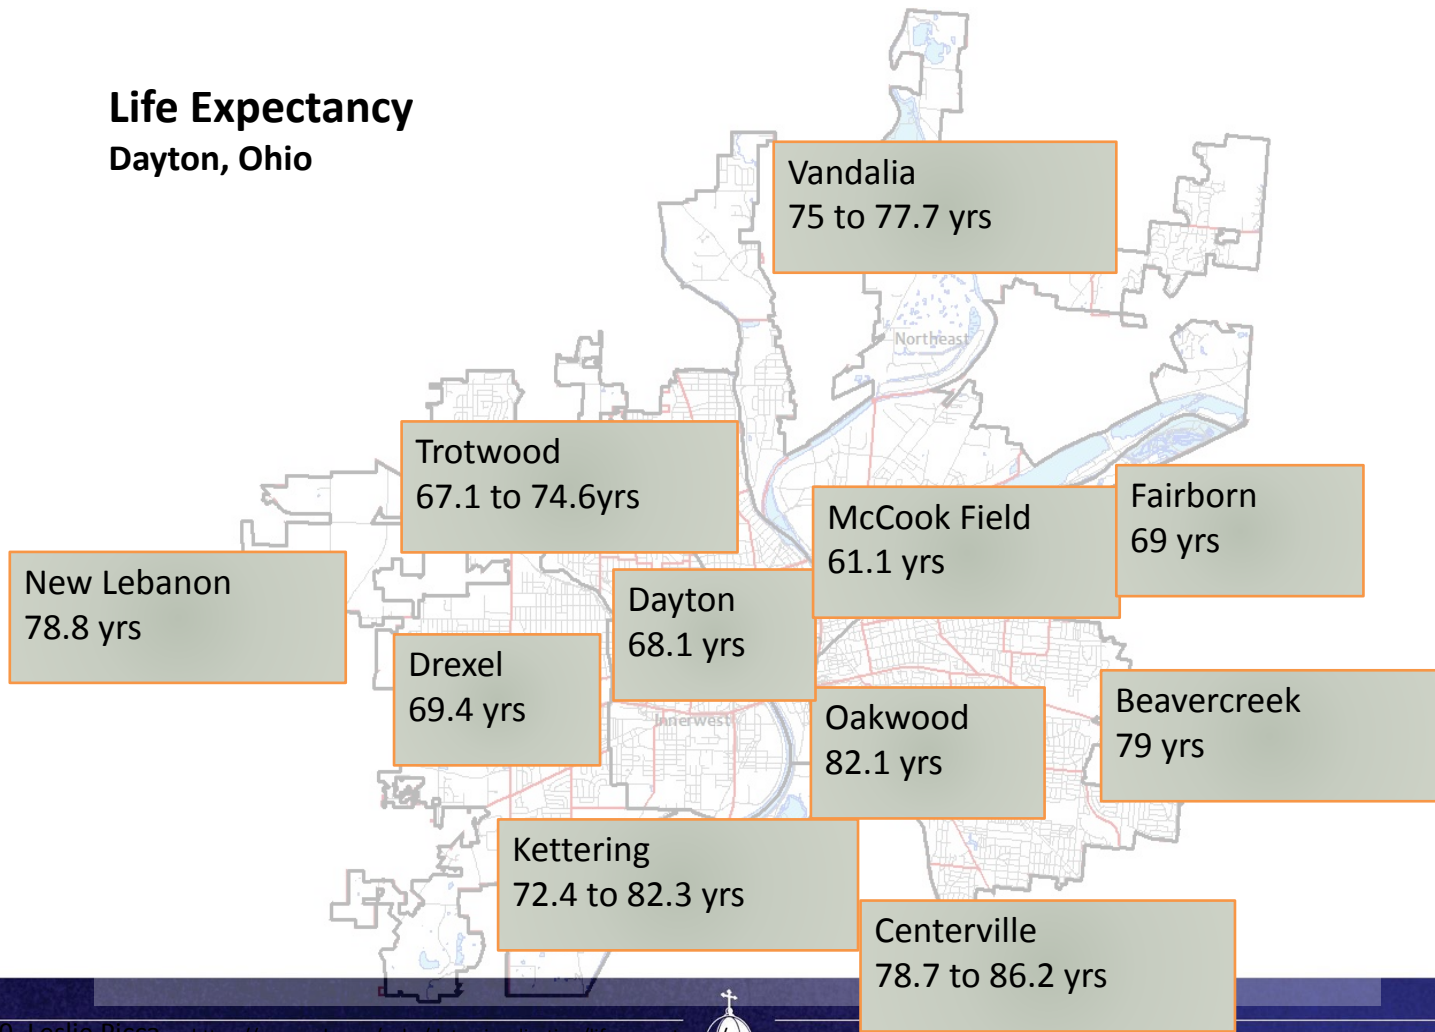 Life Expectancy
Dayton, Ohio
Vandalia
75 to 77.7 yrs
Northeast
Trotwood
67.1 to 74.6yrs
McCook Field
61.1 yrs
Fairborn
69 yrs
New Lebanon
78.8 yrs
Dayton
68.1 yrs
Drexel
69.4 yrs
Innerwest
Oakwood
82.1 yrs
Beavercreek
79 yrs
Kettering
72.4 to 82.3 yrs
Centerville
78.7 to 86.2 yrs
Leslie Picca